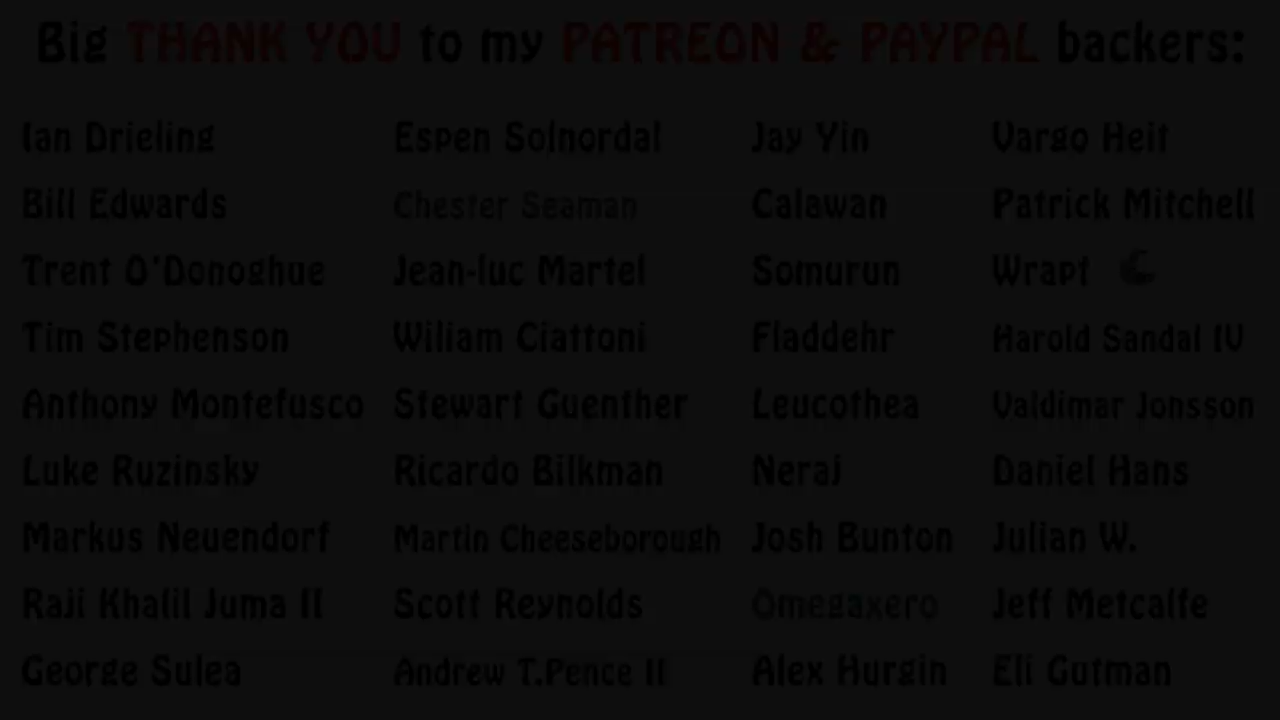 Big THANK YOU to my PATREON & PAYPAL backers:
Ian Drieling Espen Solnordal Jay Yin Vargo Heit
Bill Edwards Chester Seaman Calawan Patrick Mitchell
Trent O'Donoghue Jean-luc Martel Somurun Wrapt
Tim Stephenson Wiliam Ciattoni Fladdehr Harold Sandal IV
Anthony Montefusco Stewart Guenther Leucothea Valdimar Jonsson
Luke Ruzinsky Ricardo Bilkman Neraj Daniel Hans
Markus Neuendorf Martin Cheeseborough Josh Bunton Julian W.
Raji Khalil Juma II Scott Reynolds Omegaxero Jeff Metcalfe
George Sulea Andrew T.Pence II Alex Hurgin Eli Gutman